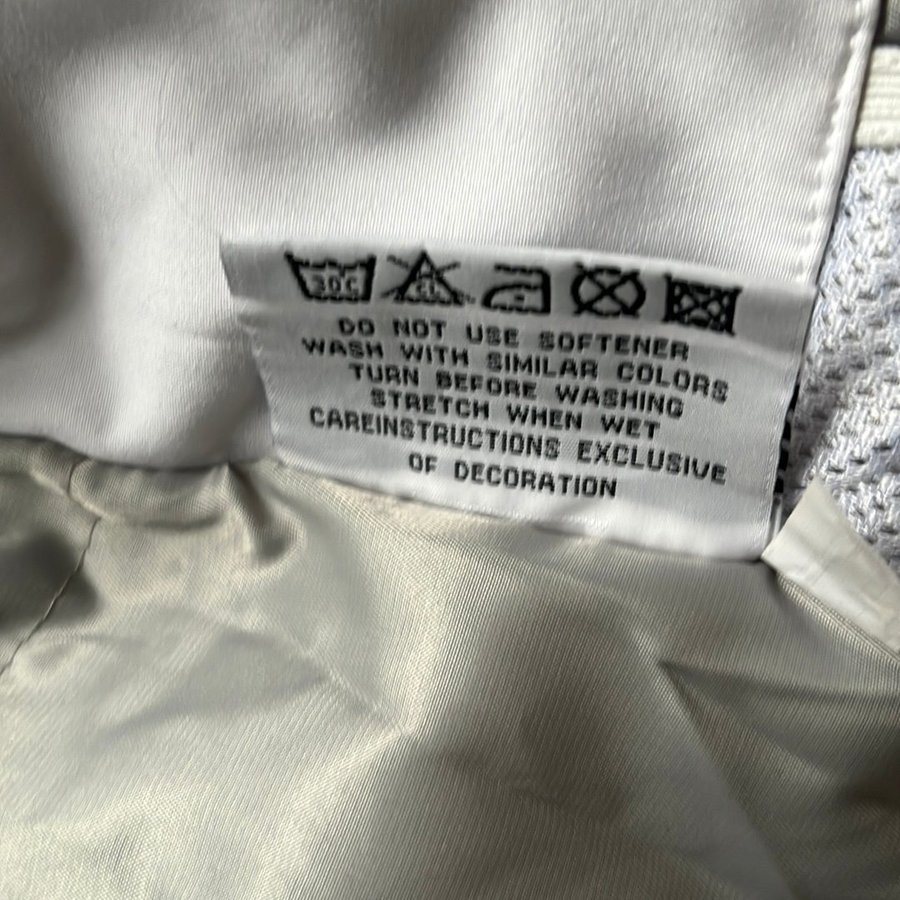 30C CL
DO NOT USE SOFTENER
WASH WITH SIMILAR COLORS
TURN BEFORE WASHING
STRETCH WHEN WET
CAREINSTRUCTIONS EXCLUSIVE
OF DECORATION